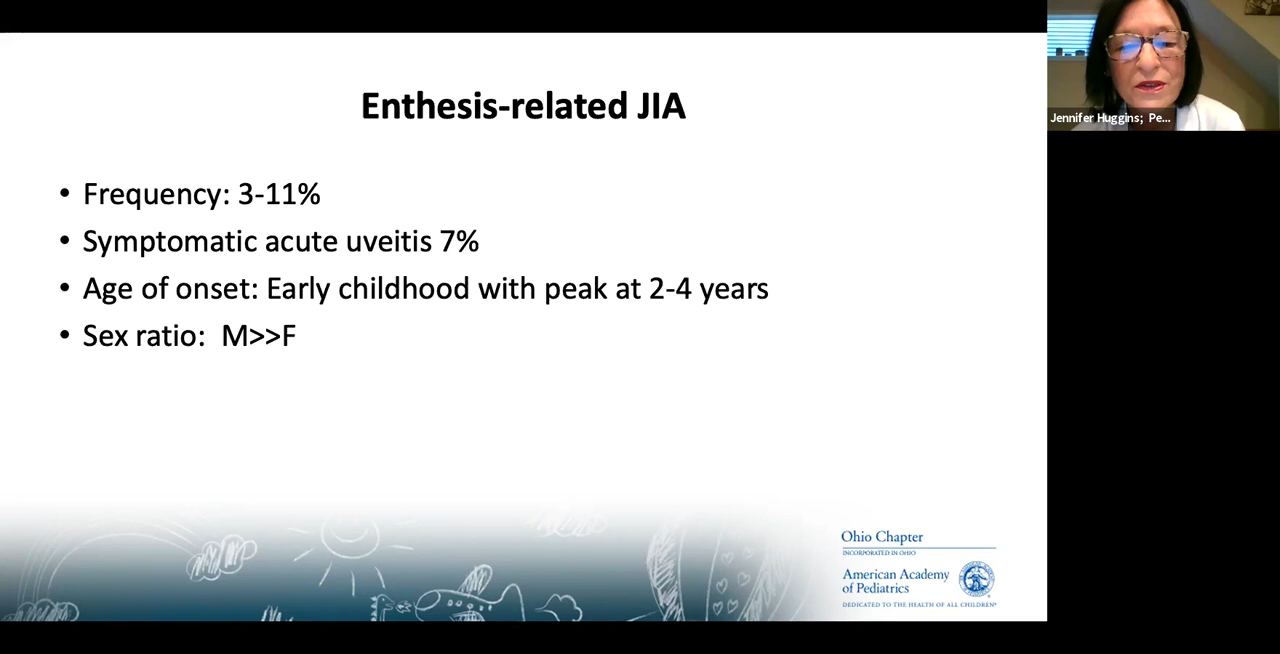 Enthesis-related JIA
• Frequency: 3-11%
• Symptomatic acute uveitis 7%
• Age of onset: Early childhood with peak at 2-4 years
• Sex ratio: M>>F
Jennifer Huggins; Pe...
Ohio Chapter
INCORPORATED IN OHIO
American Academy
of Pediatrics
DEDICATED TO THE HEALTH OF ALL CHILDREN®